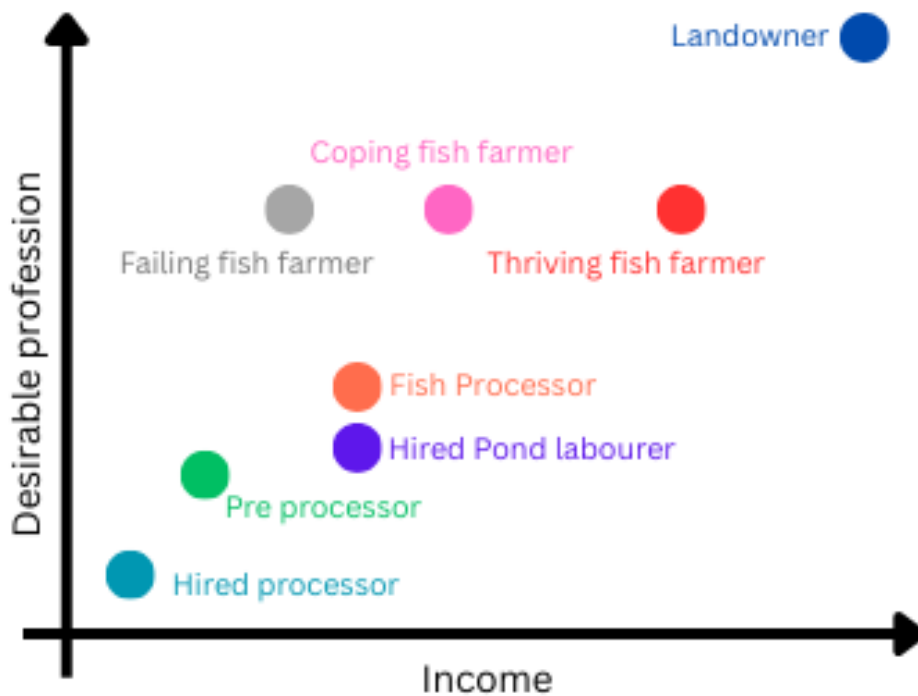 Landowner
Coping fish farmer
Failing fish farmer
Thriving fish farmer
Desirable profession
Fish Processor
Hired Pond labourer
Pre processor
Hired processor
Income